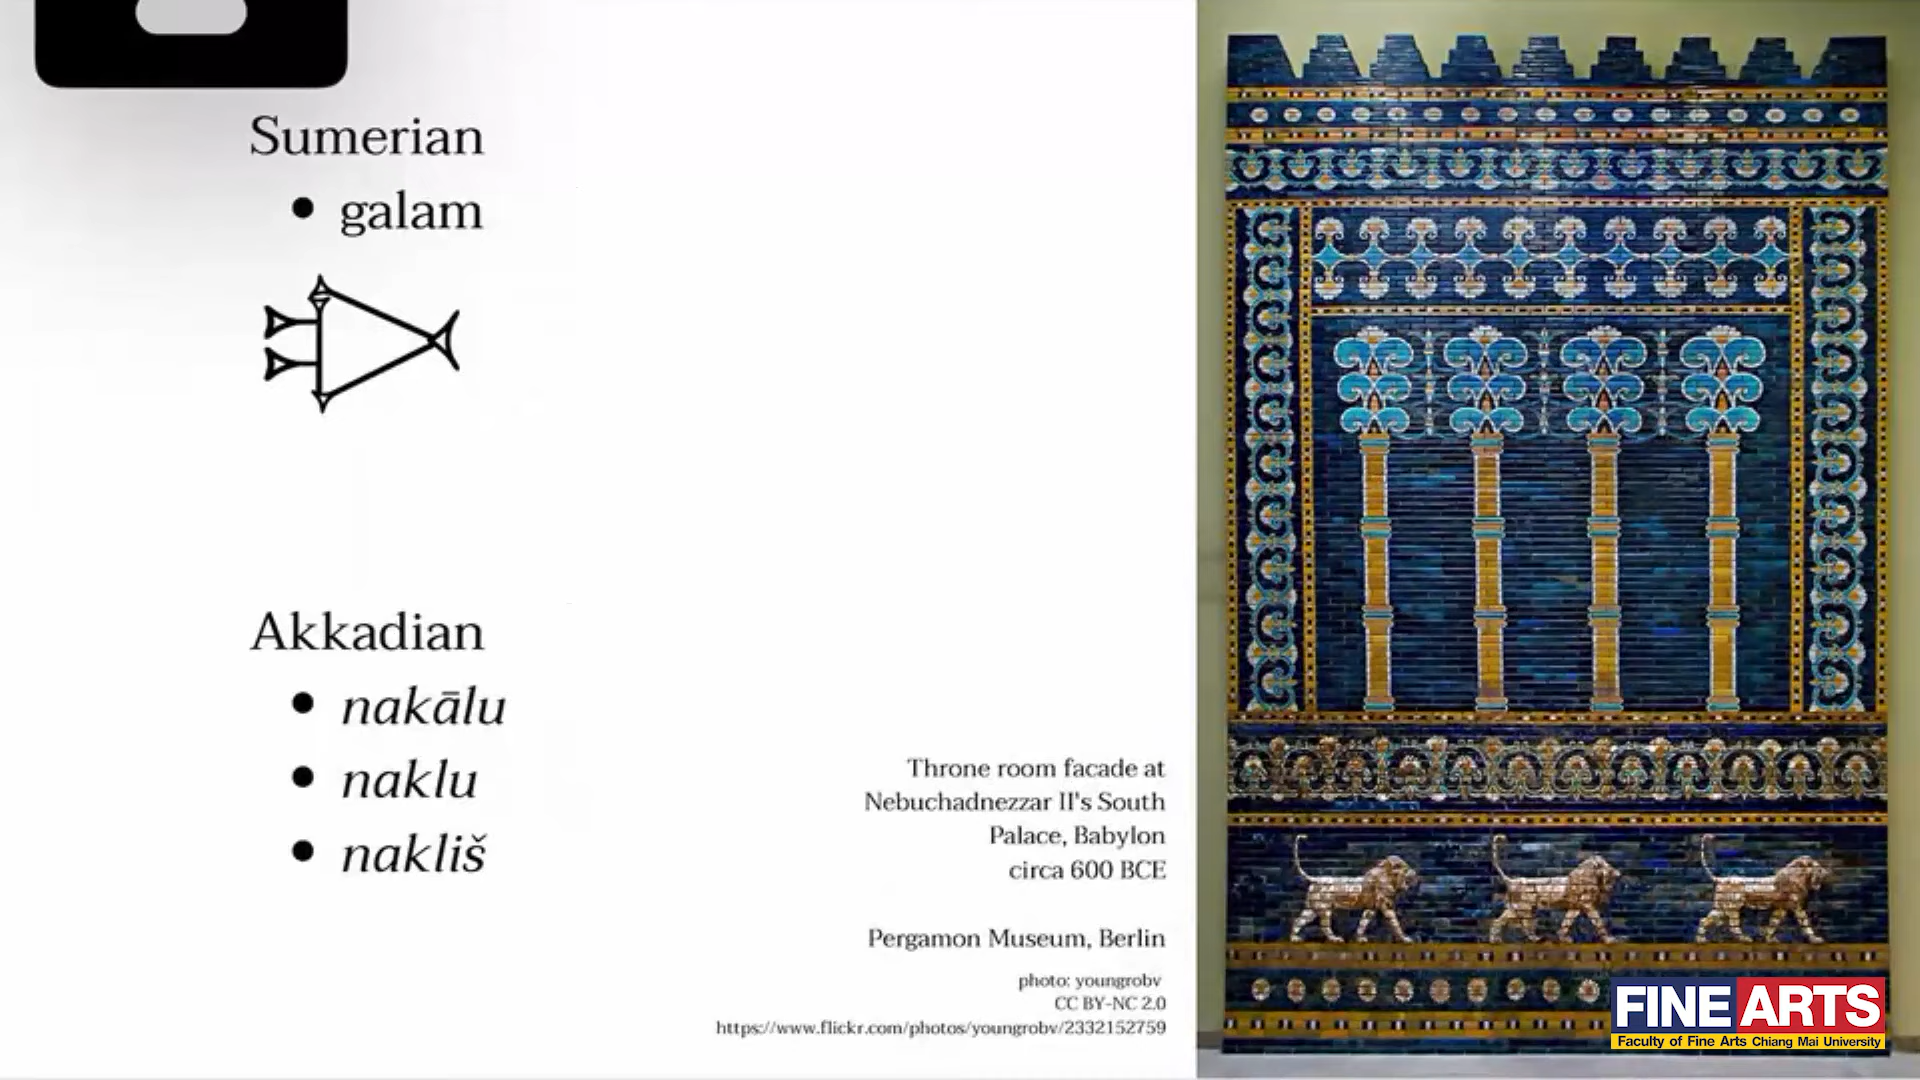 Sumerian
• galam
Akkadian
• nakālu
• naklu
• nakliš
Throne room facade at
Nebuchadnezzar II's South
Palace, Babylon
circa 600 BCE
Pergamon Museum, Berlin
photo: youngrobv
CC BY-NC 2.0
https://www.flickr.com/photos/youngrobv/2332152759
FINE ARTS
Faculty of Fine Arts Chiang Mai University